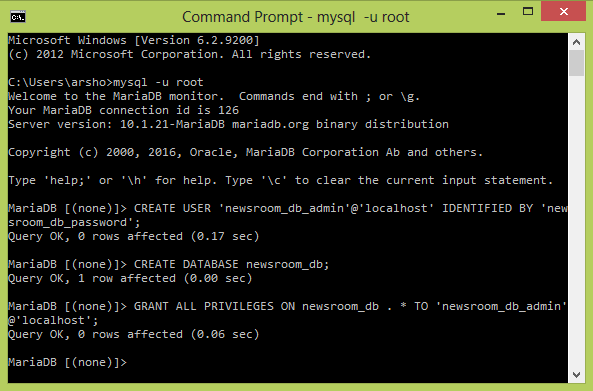 Command Prompt - mysql  -u root
Microsoft Windows [Version 6.2.9200]
(c) 2012 Microsoft Corporation. All rights reserved.
C:\Users\arsho>mysql -u root
Welcome to the MariaDB monitor.  Commands end with ; or \g.
Your MariaDB connection id is 126
Server version: 10.1.21-MariaDB mariadb.org binary distribution
Copyright (c) 2000, 2016, Oracle, MariaDB Corporation Ab and others.
Type 'help;' or '\h' for help. Type '\c' to clear the current input statement.
MariaDB [(none)]> CREATE USER 'newsroom_db_admin'@'localhost' IDENTIFIED BY 'new
sroom_db_password';
Query OK, 0 rows affected (0.17 sec)
MariaDB [(none)]> CREATE DATABASE newsroom_db;
Query OK, 1 row affected (0.00 sec)
MariaDB [(none)]> GRANT ALL PRIVILEGES ON newsroom_db . * TO 'newsroom_db_admin'
@'localhost';
Query OK, 0 rows affected (0.06 sec)
MariaDB [(none)]>